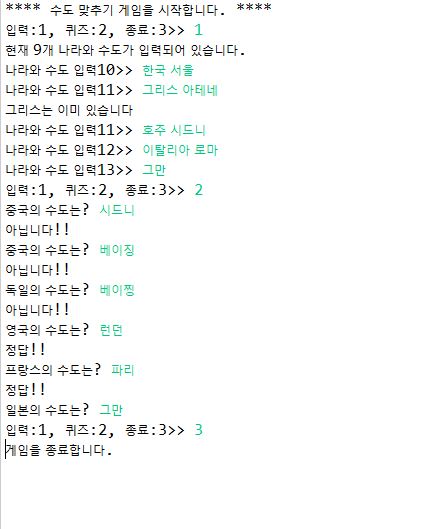 **** 수도 맞추기 게임을 시작합니다. ****
입력:1, 퀴즈:2, 종료:3>> 1
현재 9개 나라와 수도가 입력되어 있습니다.
나라와 수도 입력10>> 한국 서울
나라와 수도 입력11>> 그리스 아테네
그리스는 이미 있습니다
나라와 수도 입력11>> 호주 시드니
나라와 수도 입력12>> 이탈리아 로마
나라와 수도 입력13>> 그만
입력:1, 퀴즈:2, 종료:3>> 2
중국의 수도는? 시드니
아닙니다!!
중국의 수도는? 베이징
아닙니다!!
독일의 수도는? 베이찡
아닙니다!!
영국의 수도는? 런던
정답!!
프랑스의 수도는? 파리
정답!!
일본의 수도는? 그만
입력:1, 퀴즈:2, 종료:3>> 3
게임을 종료합니다.